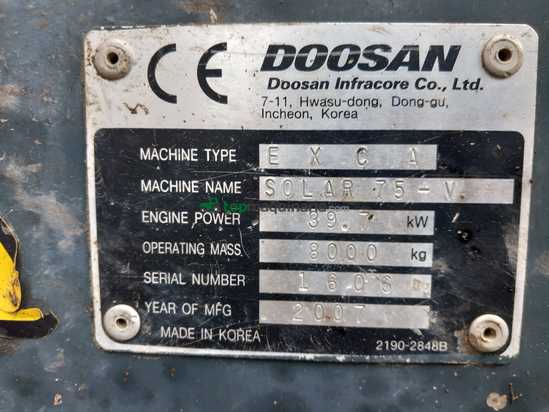 CE DOOSAN
Doosan Infracore Co., Ltd.
7-11, Hwasu-dong, Dong-gu,
Incheon, Korea
MACHINE TYPE EXCA
MACHINE NAME SOLAR 75-V
ENGINE POWER 39.7 kW
OPERATING MASS 8000 kg
SERIAL NUMBER
YEAR OF MFG 2007
MADE IN KOREA 2190-2848B